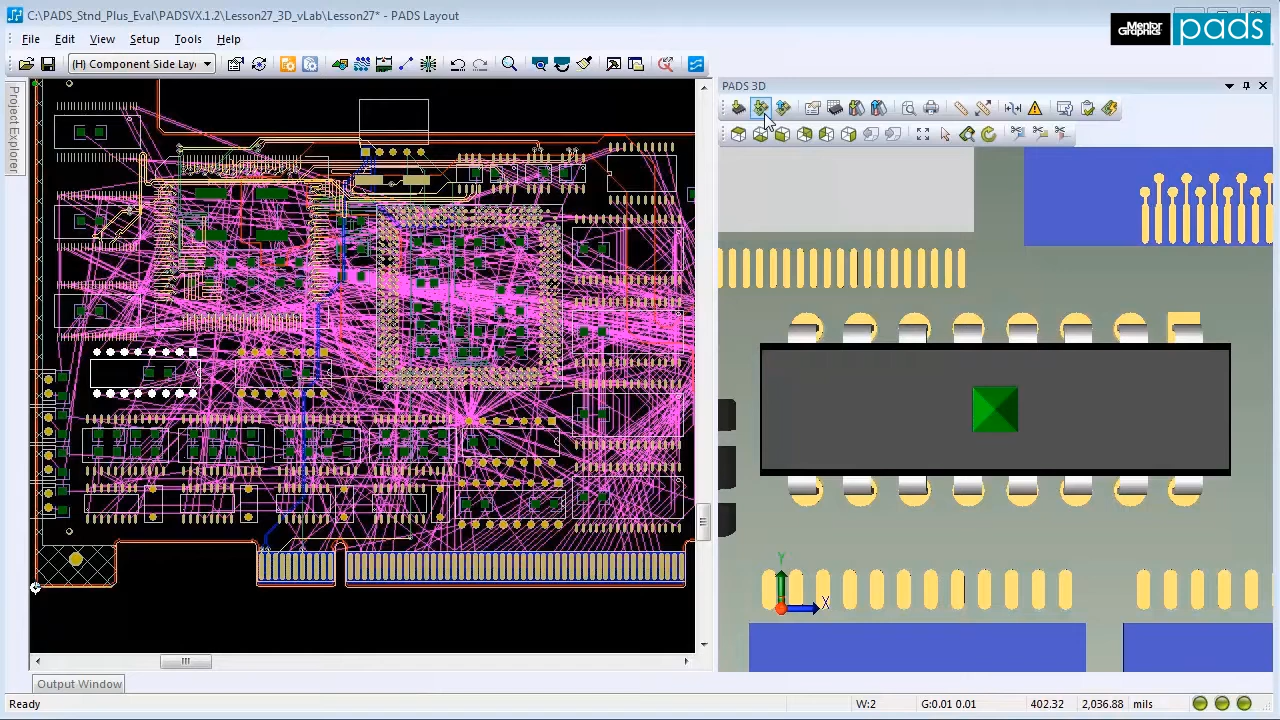 C:\PADS_Stnd_Plus_Eval\PADSVX.1.2\Lesson27_3D_vLab\Lesson27* - PADS Layout
Mentor Graphics pads
File Edit View Setup Tools Help
(H) Component Side Lay
PADS 3D
Project Explorer
Y
X
Output Window
Ready W:2 G:0.01 0.01 402.32 2,036.88 mils